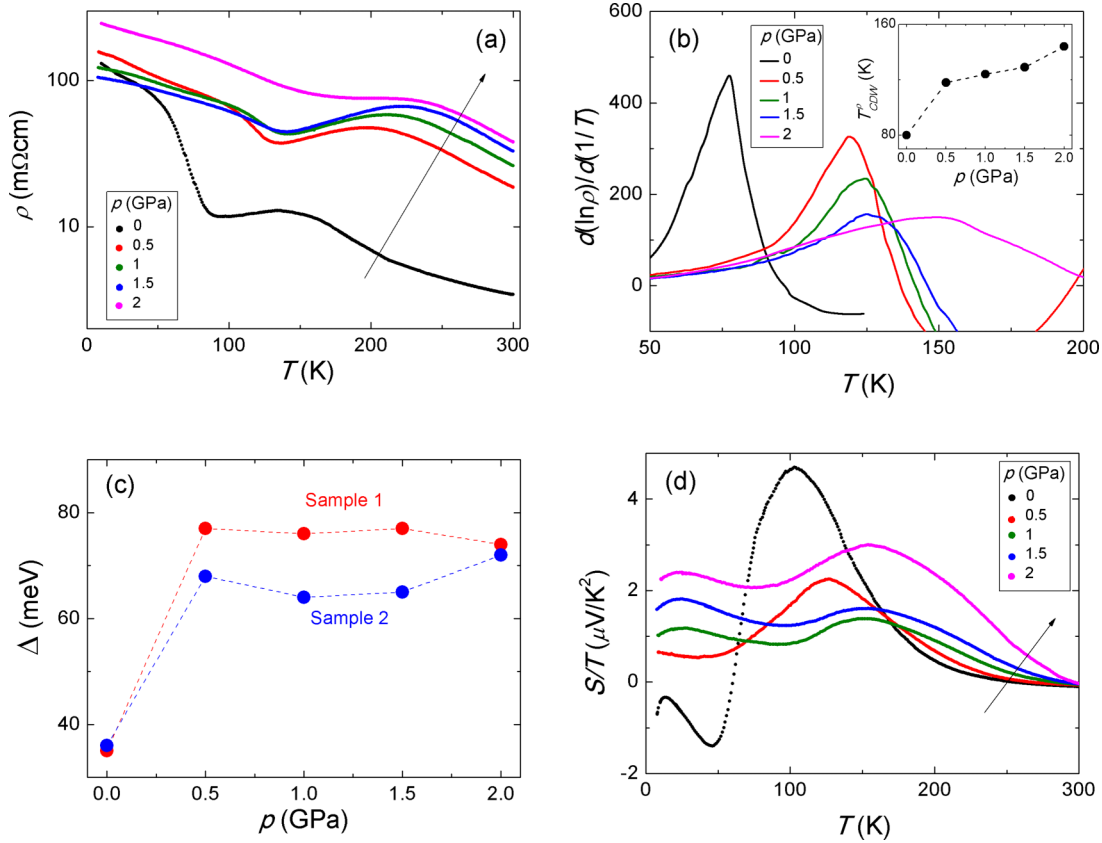 (a)
100
10
ρ (mΩcm)
p (GPa)
0
0.5
1
1.5
2
0
100
200
300
T (K)
(b)
600
400
200
0
d(lnρ)/d(1/T)
p (GPa)
0
0.5
1
1.5
2
160
80
T^ρ_CDW (K)
0.0
0.5
1.0
1.5
2.0
p (GPa)
50
100
150
200
T (K)
(c)
80
60
40
Δ (meV)
Sample 1
Sample 2
0.0
0.5
1.0
1.5
2.0
p (GPa)
(d)
4
2
0
-2
S/T (μV/K²)
p (GPa)
0
0.5
1
1.5
2
0
100
200
300
T (K)